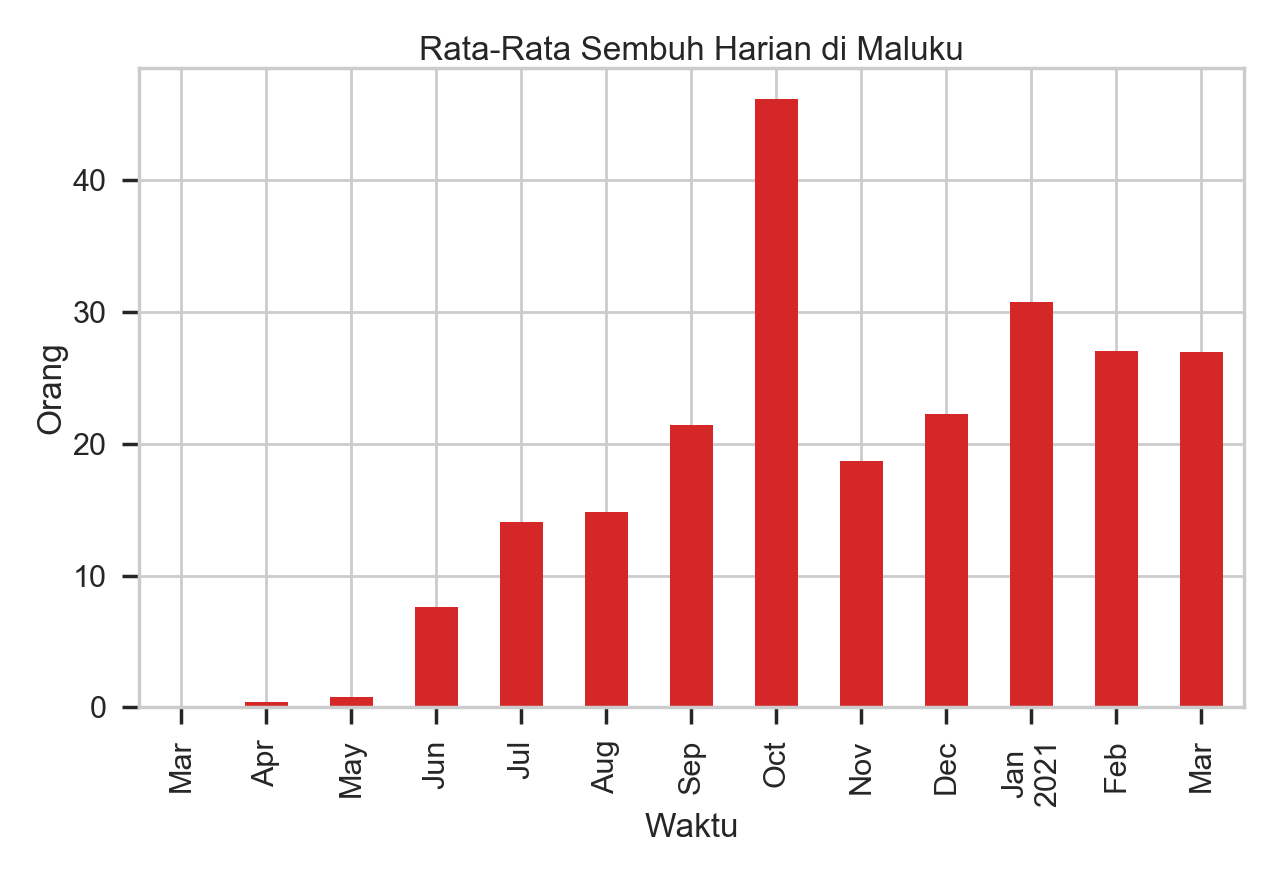 Rata-Rata Sembuh Harian di Maluku
Orang
40
30
20
10
0
Mar
Apr
May
Jun
Jul
Aug
Sep
Oct
Nov
Dec
Jan
2021
Feb
Mar
Waktu